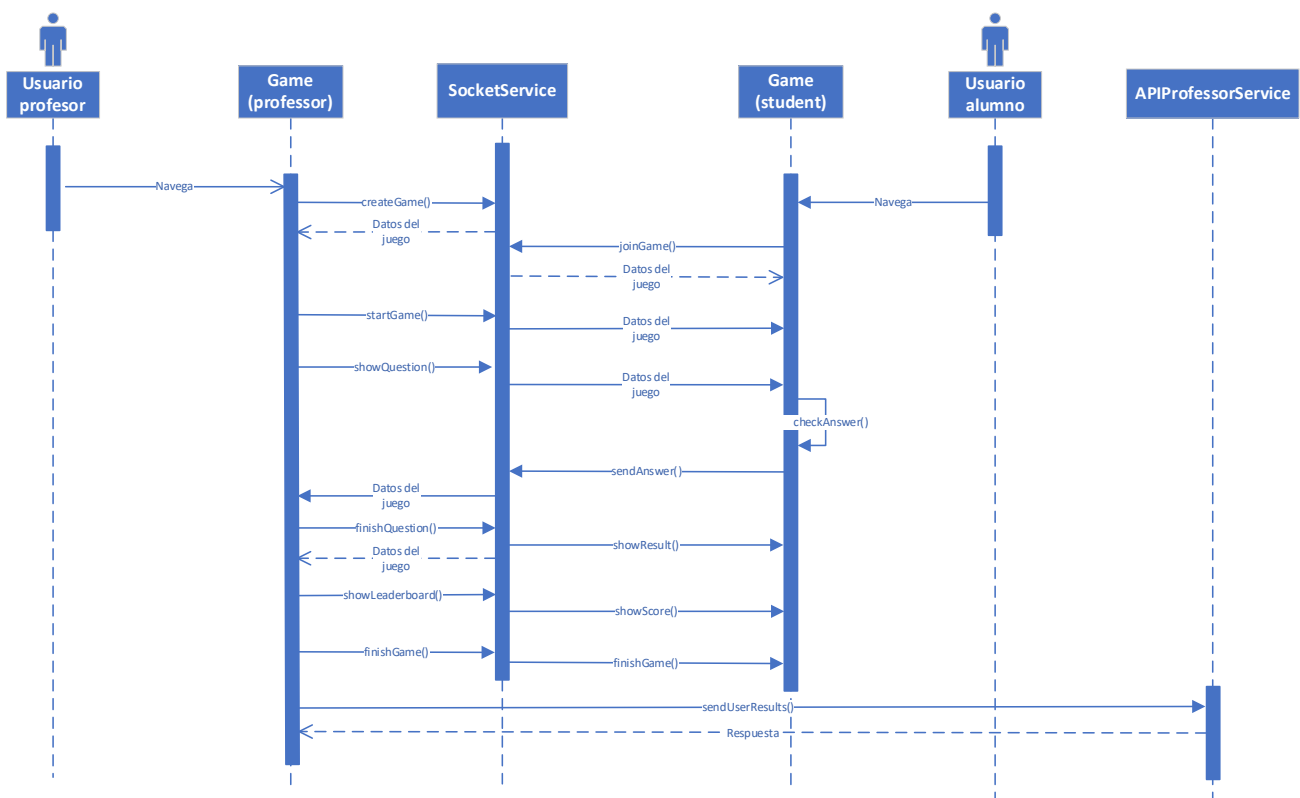 Usuario
profesor
Game
(professor)
SocketService
Game
(student)
Usuario
alumno
APIProfessorService
Navega
createGame()
Navega
Datos del
juego
joinGame()
Datos del
juego
startGame()
Datos del
juego
showQuestion()
Datos del
juego
checkAnswer()
sendAnswer()
Datos del
juego
finishQuestion()
showResult()
Datos del
juego
showLeaderboard()
showScore()
finishGame()
finishGame()
sendUserResults()
Respuesta